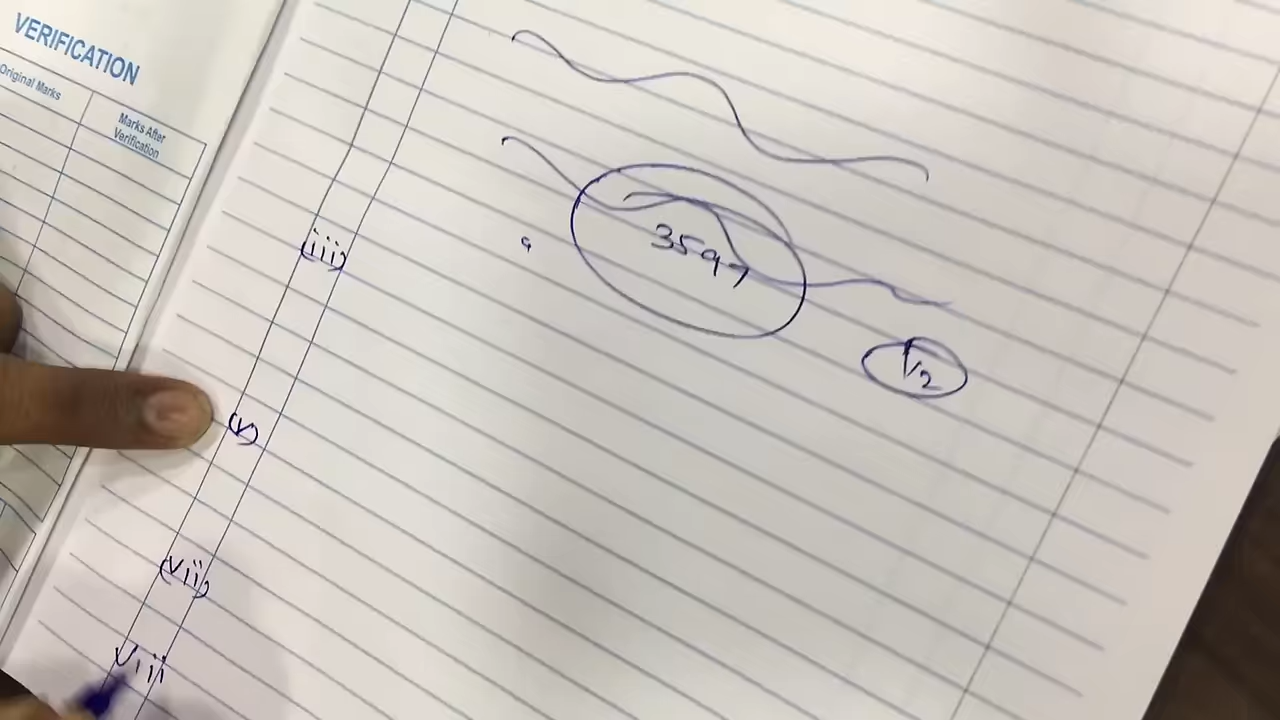 VERIFICATION
Original Marks
Marks After
Verification
(iii)
3597
1/2
(v)
(vii)
viii